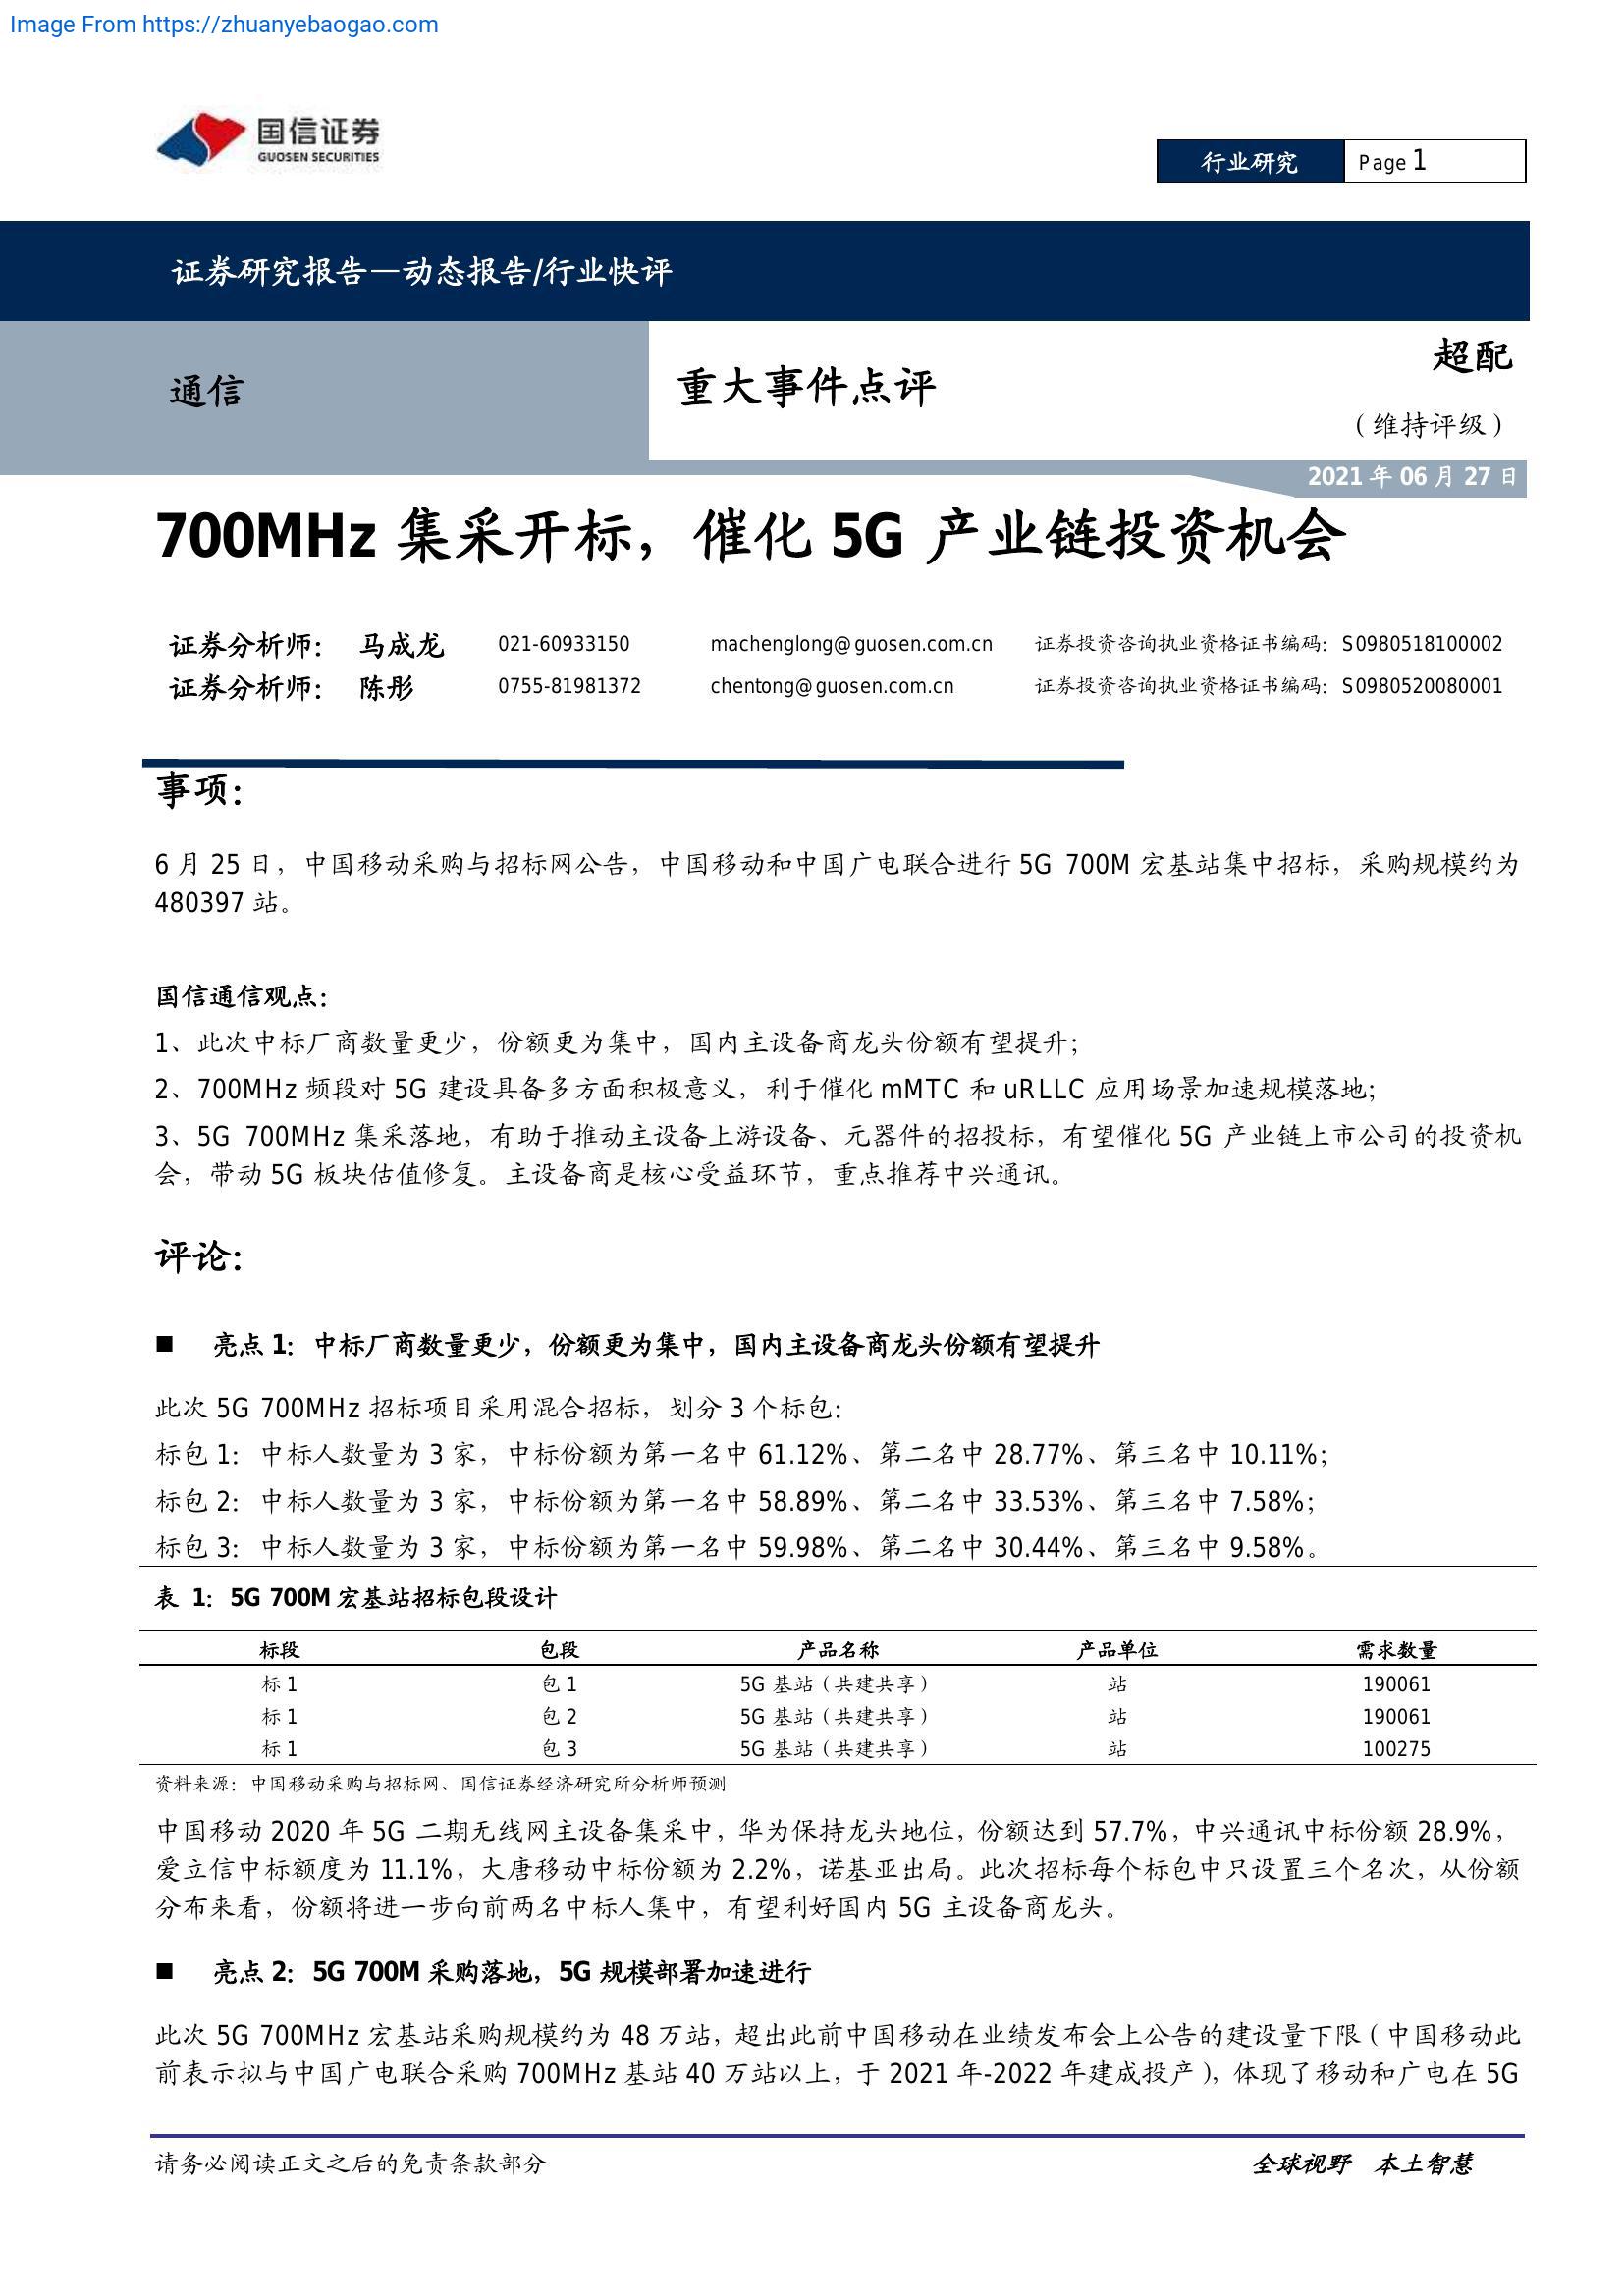 Image From https://zhuanyebaogao.com
国信证券
GUOSEN SECURITIES
行业研究 Page 1
证券研究报告—动态报告/行业快评
通信
重大事件点评
超配
（维持评级）
2021 年 06 月 27 日
700MHz 集采开标，催化 5G 产业链投资机会
证券分析师： 马成龙 021-60933150 machenglong@guosen.com.cn 证券投资咨询执业资格证书编码：S0980518100002
证券分析师： 陈彤 0755-81981372 chentong@guosen.com.cn 证券投资咨询执业资格证书编码：S0980520080001
事项：
6 月 25 日，中国移动采购与招标网公告，中国移动和中国广电联合进行 5G 700M 宏基站集中招标，采购规模约为
480397 站。
国信通信观点：
1、此次中标厂商数量更少，份额更为集中，国内主设备商龙头份额有望提升；
2、700MHz 频段对 5G 建设具备多方面积极意义，利于催化 mMTC 和 uRLLC 应用场景加速规模落地；
3、5G 700MHz 集采落地，有助于推动主设备上游设备、元器件的招投标，有望催化 5G 产业链上市公司的投资机
会，带动 5G 板块估值修复。主设备商是核心受益环节，重点推荐中兴通讯。
评论：
■ 亮点 1：中标厂商数量更少，份额更为集中，国内主设备商龙头份额有望提升
此次 5G 700MHz 招标项目采用混合招标，划分 3 个标包：
标包 1：中标人数量为 3 家，中标份额为第一名中 61.12%、第二名中 28.77%、第三名中 10.11%；
标包 2：中标人数量为 3 家，中标份额为第一名中 58.89%、第二名中 33.53%、第三名中 7.58%；
标包 3：中标人数量为 3 家，中标份额为第一名中 59.98%、第二名中 30.44%、第三名中 9.58%。
表 1：5G 700M 宏基站招标包段设计
标段 包段 产品名称 产品单位 需求数量
标 1 包 1 5G 基站（共建共享） 站 190061
标 1 包 2 5G 基站（共建共享） 站 190061
标 1 包 3 5G 基站（共建共享） 站 100275
资料来源：中国移动采购与招标网、国信证券经济研究所分析师预测
中国移动 2020 年 5G 二期无线网主设备集采中，华为保持龙头地位，份额达到 57.7%，中兴通讯中标份额 28.9%，
爱立信中标额度为 11.1%，大唐移动中标份额为 2.2%，诺基亚出局。此次招标每个标包中只设置三个名次，从份额
分布来看，份额将进一步向前两名中标人集中，有望利好国内 5G 主设备商龙头。
■ 亮点 2：5G 700M 采购落地，5G 规模部署加速进行
此次 5G 700MHz 宏基站采购规模约为 48 万站，超出此前中国移动在业绩发布会上公告的建设量下限（中国移动此
前表示拟与中国广电联合采购 700MHz 基站 40 万站以上，于 2021 年-2022 年建成投产），体现了移动和广电在 5G
请务必阅读正文之后的免责条款部分
全球视野 本土智慧